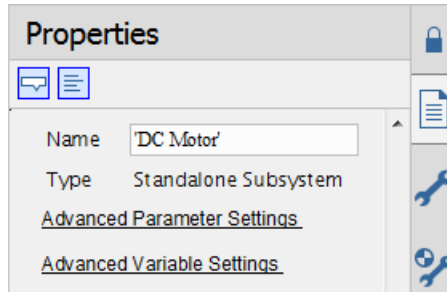 Properties
Name 'DC Motor'
Type Standalone Subsystem
Advanced Parameter Settings
Advanced Variable Settings